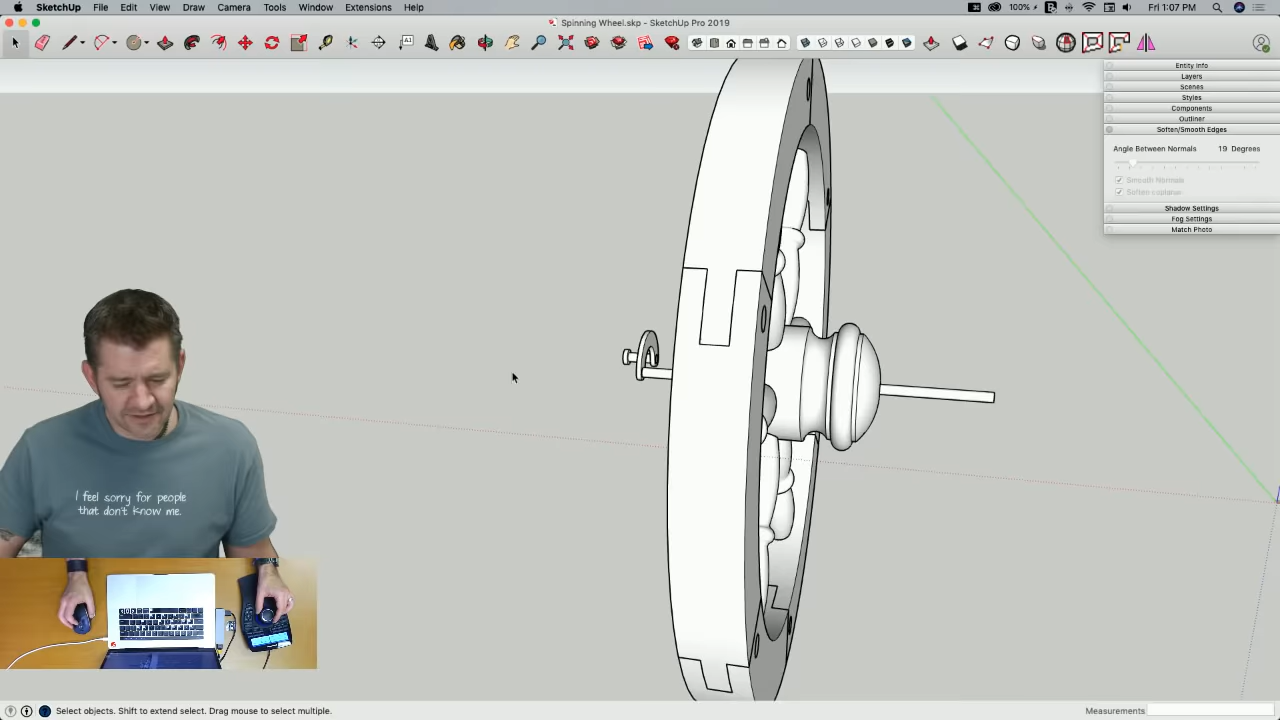 SketchUp File Edit View Draw Camera Tools Window Extensions Help 100% Fri 1:07 PM
Spinning Wheel.skp - SketchUp Pro 2019
Entity Info
Layers
Scenes
Styles
Components
Outliner
Soften/Smooth Edges
Angle Between Normals 19 Degrees
Smooth Normals
Soften coplanar
Shadow Settings
Fog Settings
Match Photo
I feel sorry for people
that don't know me.
Select objects. Shift to extend select. Drag mouse to select multiple. Measurements